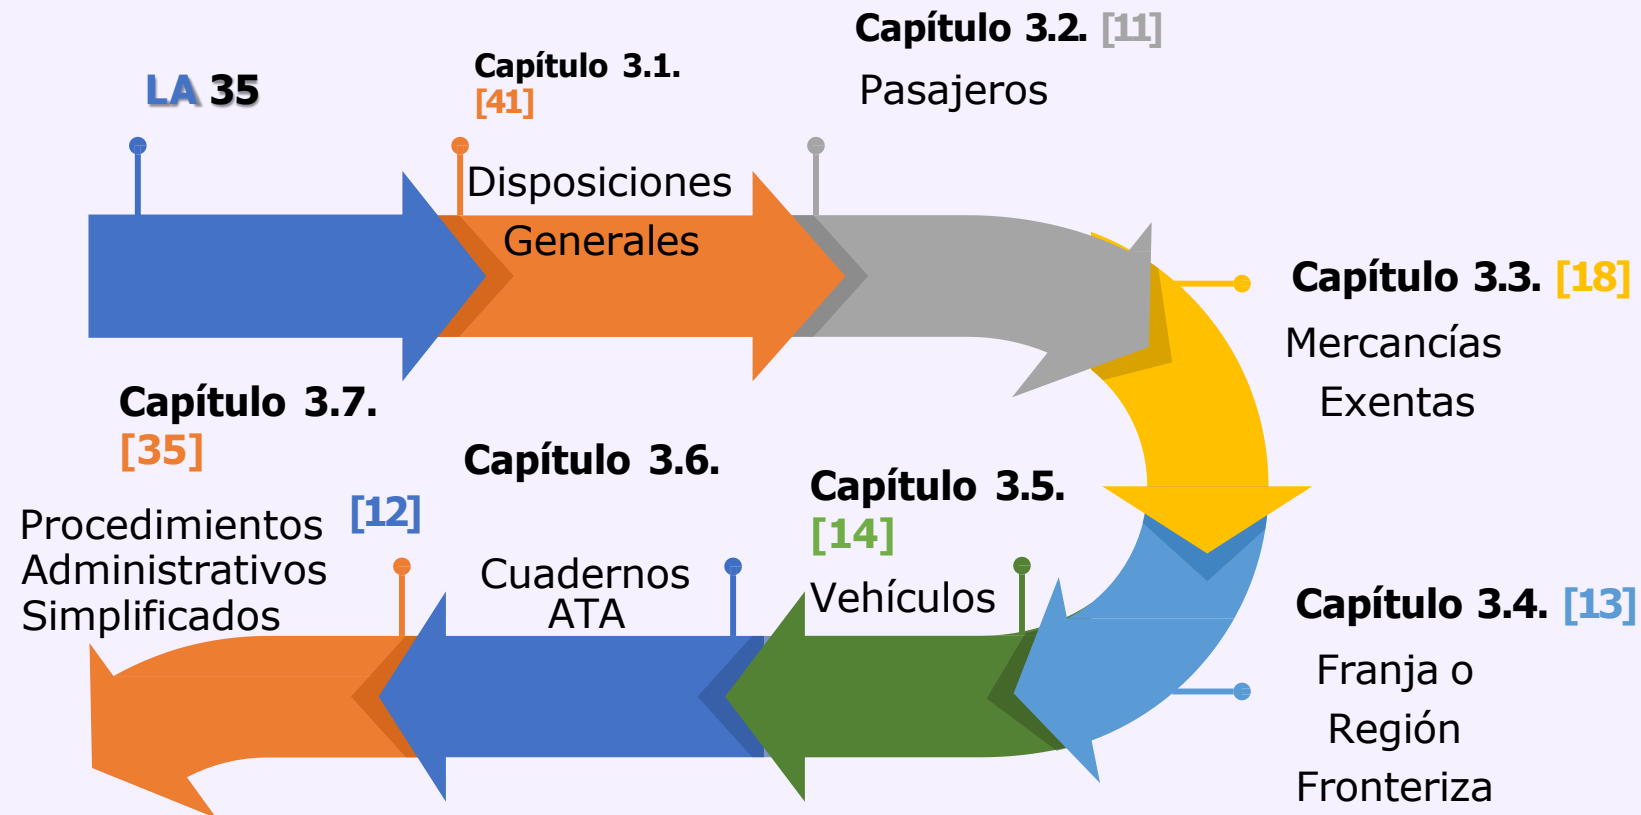 LA 35
Capítulo 3.1.
[41]
Disposiciones
Generales
Capítulo 3.2. [11]
Pasajeros
Capítulo 3.3. [18]
Mercancías
Exentas
Capítulo 3.4. [13]
Franja o
Región
Fronteriza
Capítulo 3.5.
[14]
Vehículos
Capítulo 3.6.
[12]
Cuadernos
ATA
Capítulo 3.7.
[35]
Procedimientos
Administrativos
Simplificados